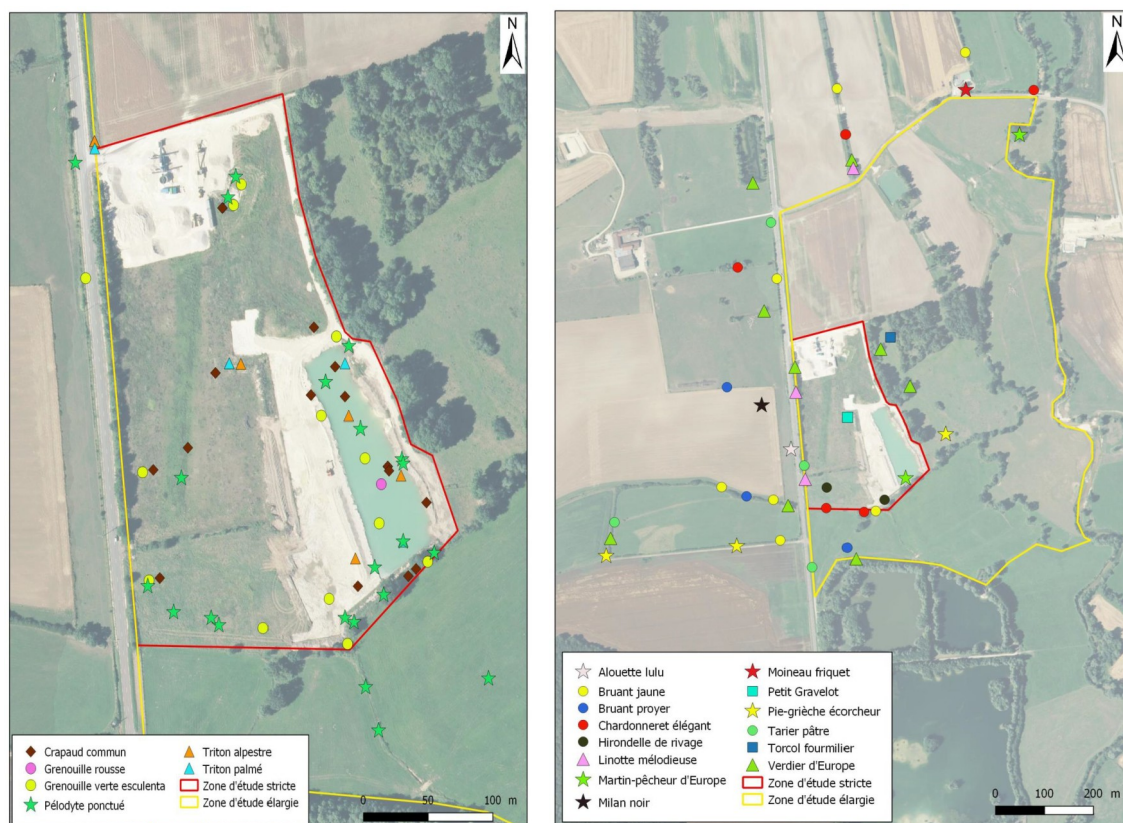 N
Crapaud commun
Grenouille rousse
Grenouille verte esculenta
Pélodyte ponctué
Triton alpestre
Triton palmé
Zone d'étude stricte
Zone d'étude élargie
0 50 100 m
N
Alouette lulu
Bruant jaune
Bruant proyer
Chardonneret élégant
Hirondelle de rivage
Linotte mélodieuse
Martin-pêcheur d'Europe
Milan noir
Moineau friquet
Petit Gravelot
Pie-grièche écorcheur
Tarier pâtre
Torcol fourmilier
Verdier d'Europe
Zone d'étude stricte
Zone d'étude élargie
0 100 200 m